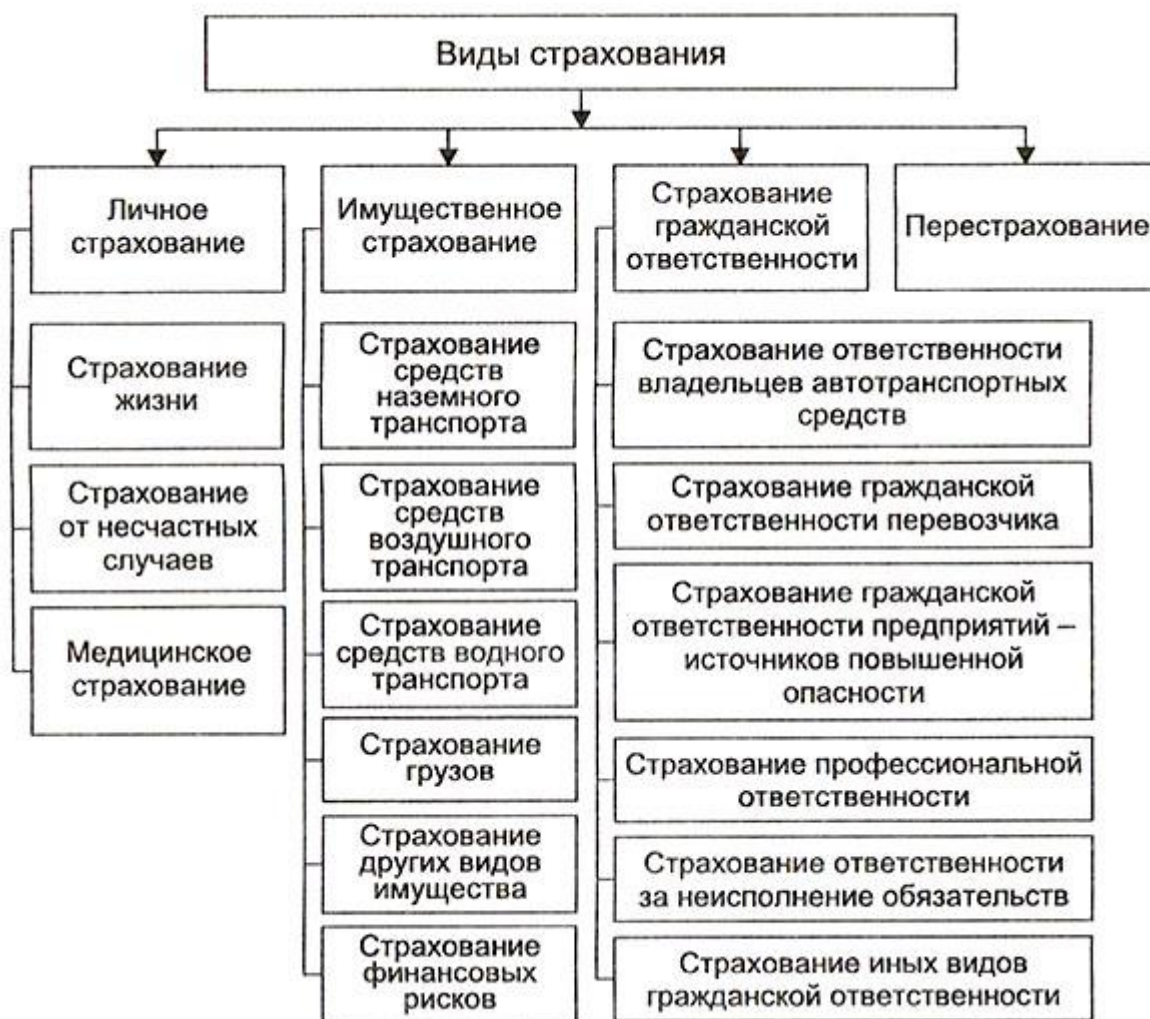 Виды страхования
Личное
страхование
Имущественное
страхование
Страхование
гражданской
ответственности
Перестрахование
Страхование
жизни
Страхование
от несчастных
случаев
Медицинское
страхование
Страхование
средств
наземного
транспорта
Страхование
средств
воздушного
транспорта
Страхование
средств водного
транспорта
Страхование
грузов
Страхование
других видов
имущества
Страхование
финансовых
рисков
Страхование ответственности
владельцев автотранспортных
средств
Страхование гражданской
ответственности перевозчика
Страхование гражданской
ответственности предприятий –
источников повышенной
опасности
Страхование профессиональной
ответственности
Страхование ответственности
за неисполнение обязательств
Страхование иных видов
гражданской ответственности